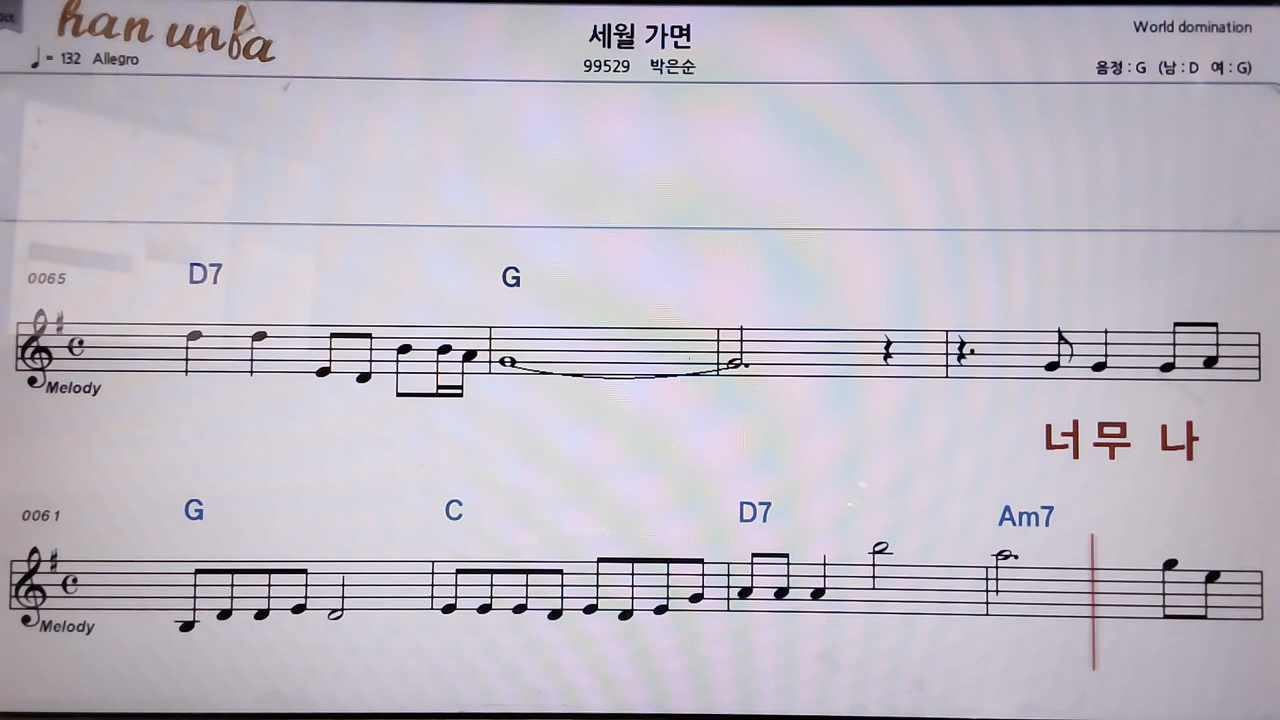 han unba
세월 가면
World domination
♩= 132 Allegro
99529 박은순
음정 : G (남 : D 여 : G)
0065
D7 G
Melody
너 무 나
0061
G C D7 Am7
Melody